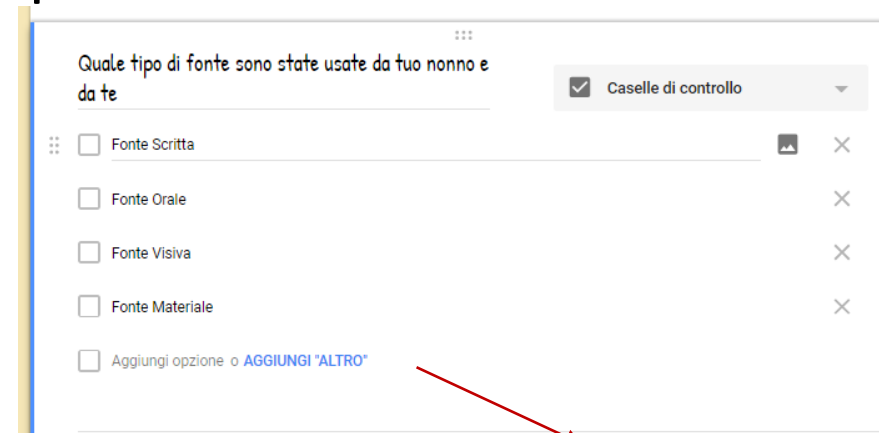 Quale tipo di fonte sono state usate da tuo nonno e
da te
Caselle di controllo
Fonte Scritta
Fonte Orale
Fonte Visiva
Fonte Materiale
Aggiungi opzione o AGGIUNGI "ALTRO"